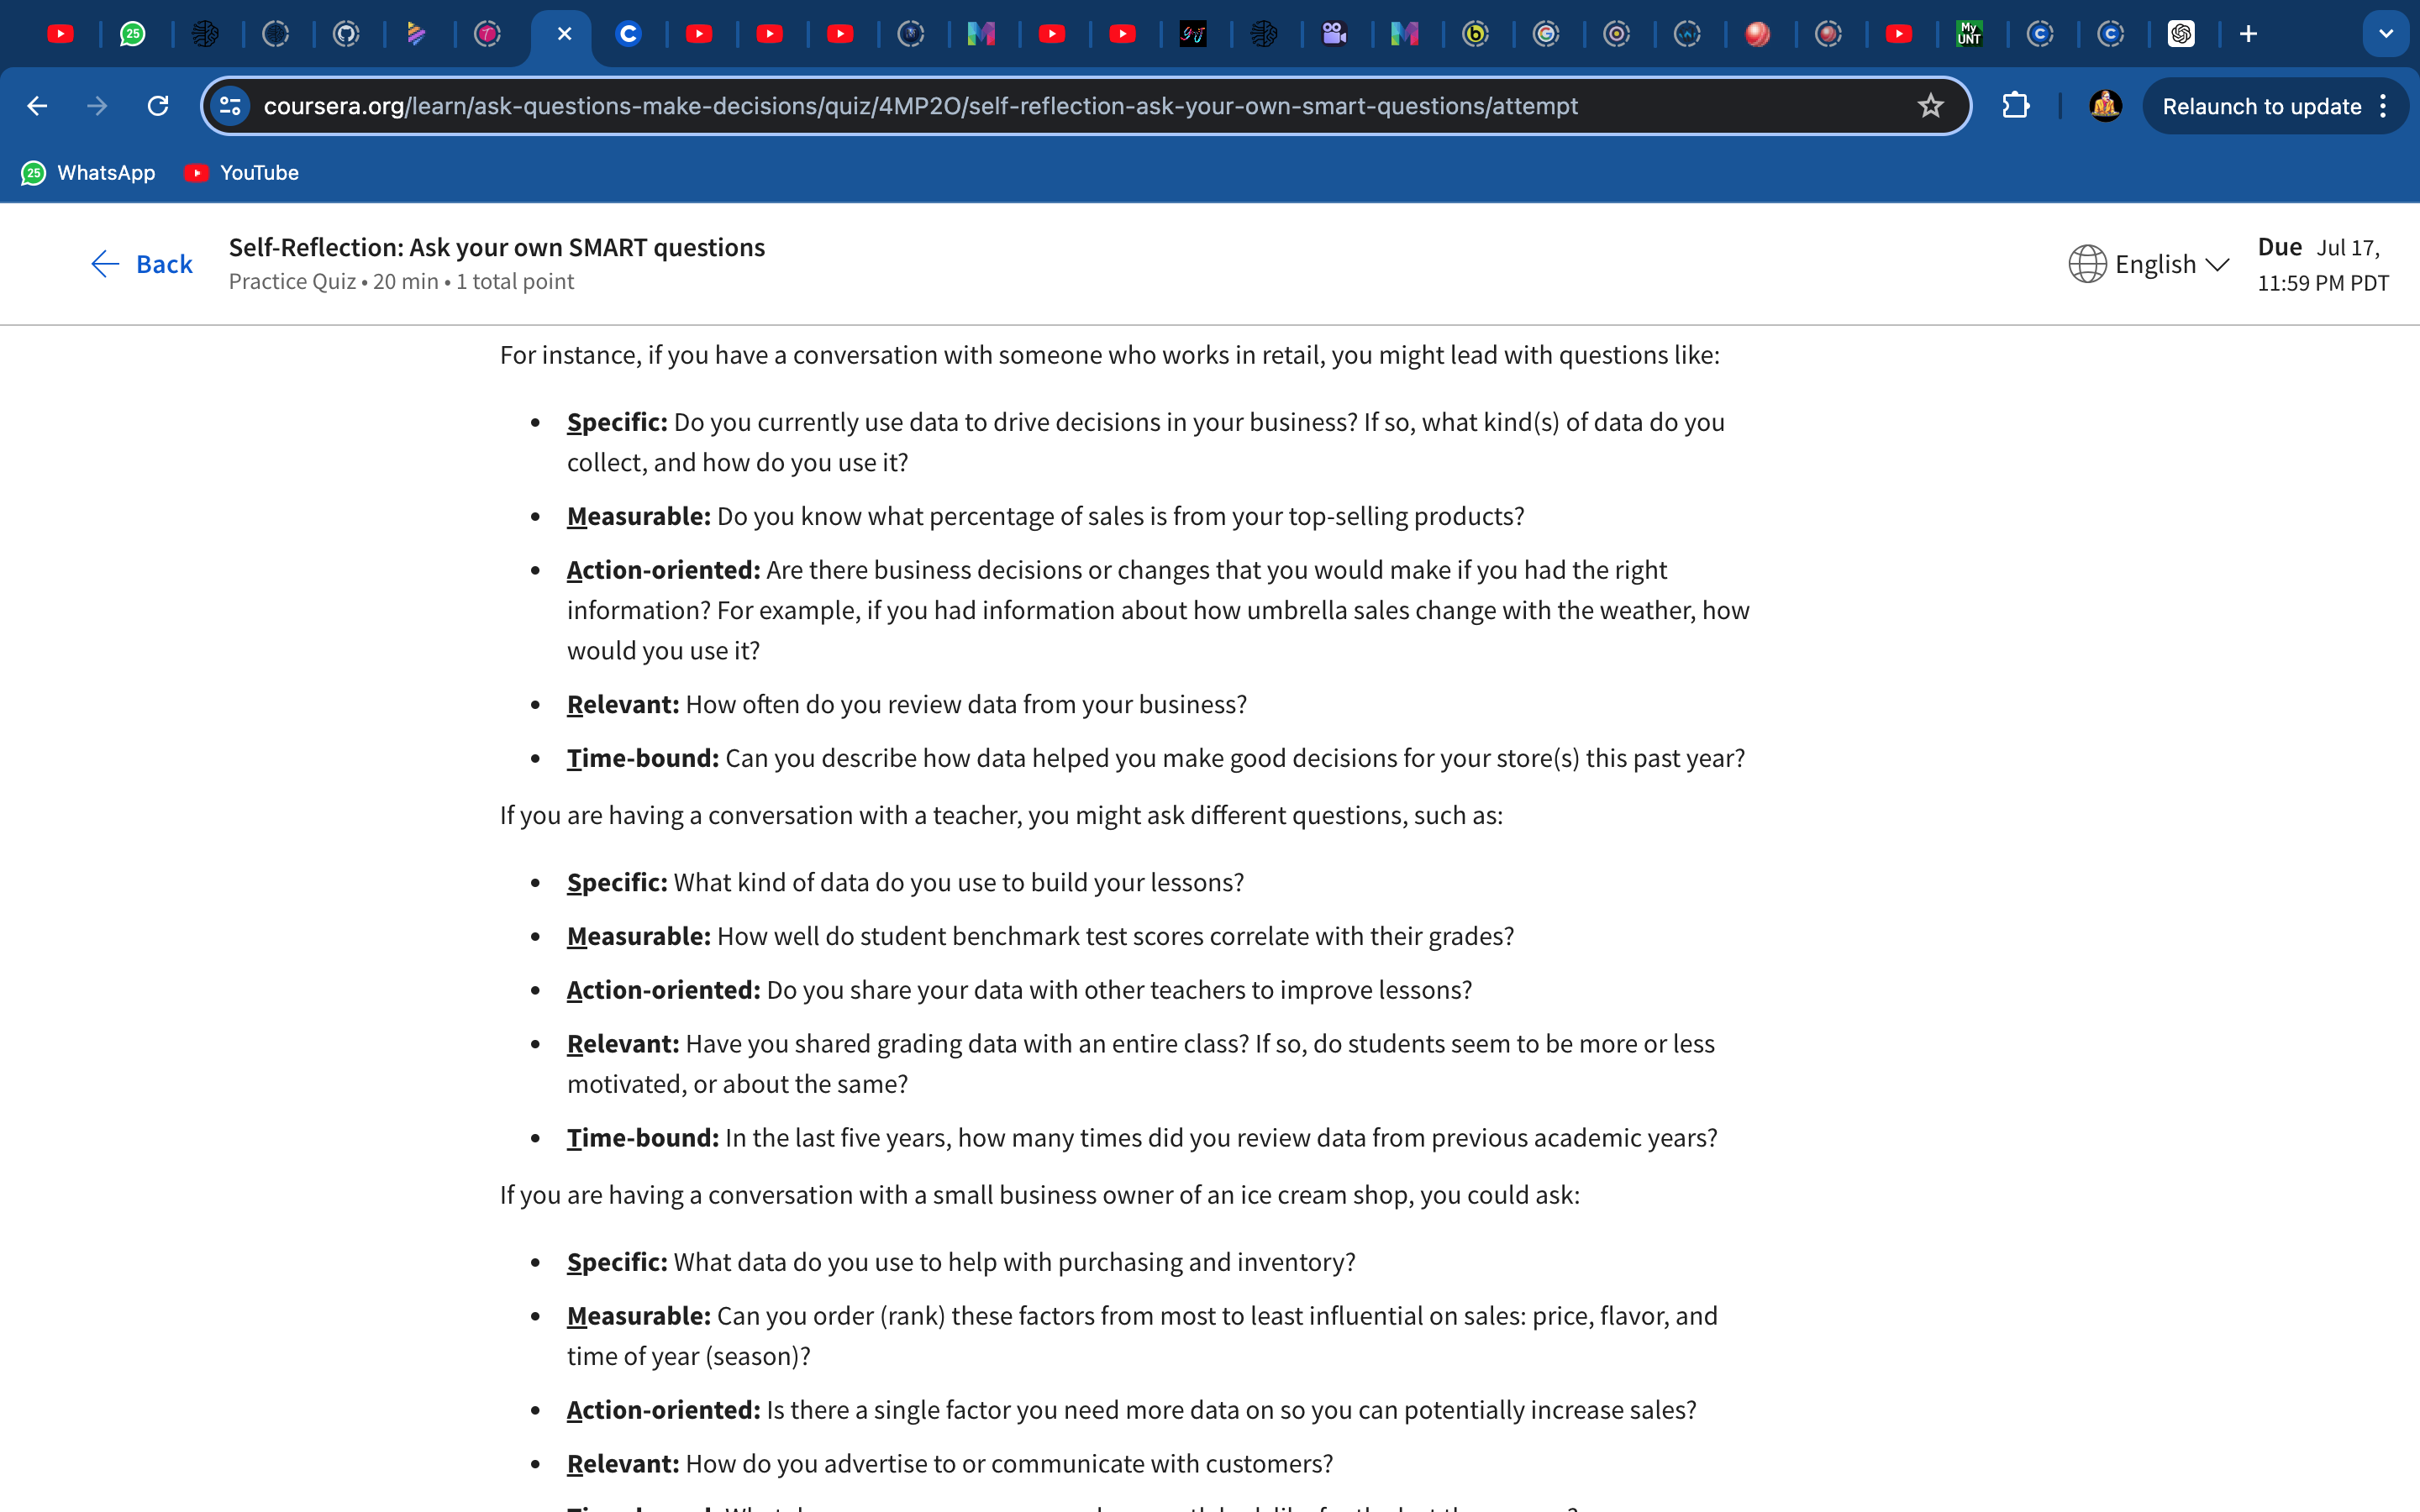 25
My
UNT
coursera.org/learn/ask-questions-make-decisions/quiz/4MP2O/self-reflection-ask-your-own-smart-questions/attempt
Relaunch to update
25 WhatsApp YouTube
Back
Self-Reflection: Ask your own SMART questions
Practice Quiz • 20 min • 1 total point
English
Due Jul 17,
11:59 PM PDT
For instance, if you have a conversation with someone who works in retail, you might lead with questions like:
• Specific: Do you currently use data to drive decisions in your business? If so, what kind(s) of data do you
collect, and how do you use it?
• Measurable: Do you know what percentage of sales is from your top-selling products?
• Action-oriented: Are there business decisions or changes that you would make if you had the right
information? For example, if you had information about how umbrella sales change with the weather, how
would you use it?
• Relevant: How often do you review data from your business?
• Time-bound: Can you describe how data helped you make good decisions for your store(s) this past year?
If you are having a conversation with a teacher, you might ask different questions, such as:
• Specific: What kind of data do you use to build your lessons?
• Measurable: How well do student benchmark test scores correlate with their grades?
• Action-oriented: Do you share your data with other teachers to improve lessons?
• Relevant: Have you shared grading data with an entire class? If so, do students seem to be more or less
motivated, or about the same?
• Time-bound: In the last five years, how many times did you review data from previous academic years?
If you are having a conversation with a small business owner of an ice cream shop, you could ask:
• Specific: What data do you use to help with purchasing and inventory?
• Measurable: Can you order (rank) these factors from most to least influential on sales: price, flavor, and
time of year (season)?
• Action-oriented: Is there a single factor you need more data on so you can potentially increase sales?
• Relevant: How do you advertise to or communicate with customers?